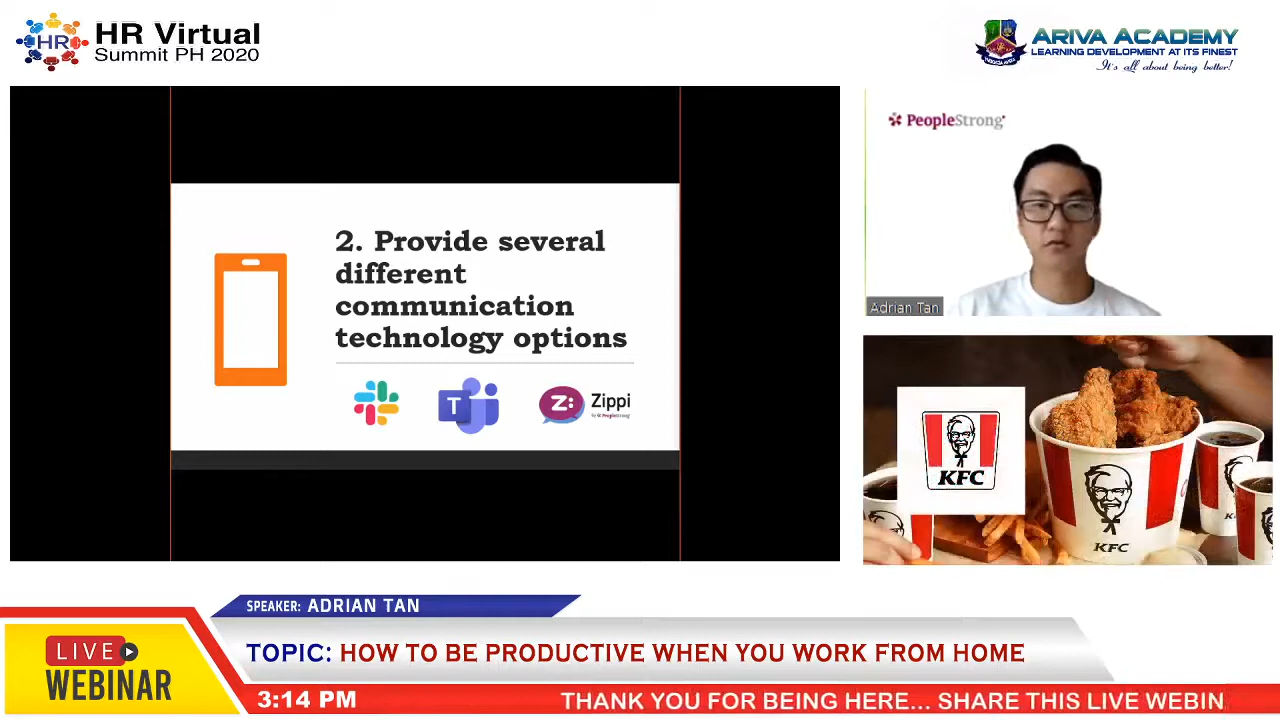 HR
HR Virtual
Summit PH 2020
ARIVA ACADEMY
LEARNING DEVELOPMENT AT ITS FINEST
It's all about being better!
2. Provide several
different
communication
technology options
T
Z:
Zippi
By PeopleStrong
PeopleStrong
Adrian Tan
KFC
KFC
SPEAKER: ADRIAN TAN
TOPIC: HOW TO BE PRODUCTIVE WHEN YOU WORK FROM HOME
LIVE
WEBINAR
3:14 PM
THANK YOU FOR BEING HERE... SHARE THIS LIVE WEBIN